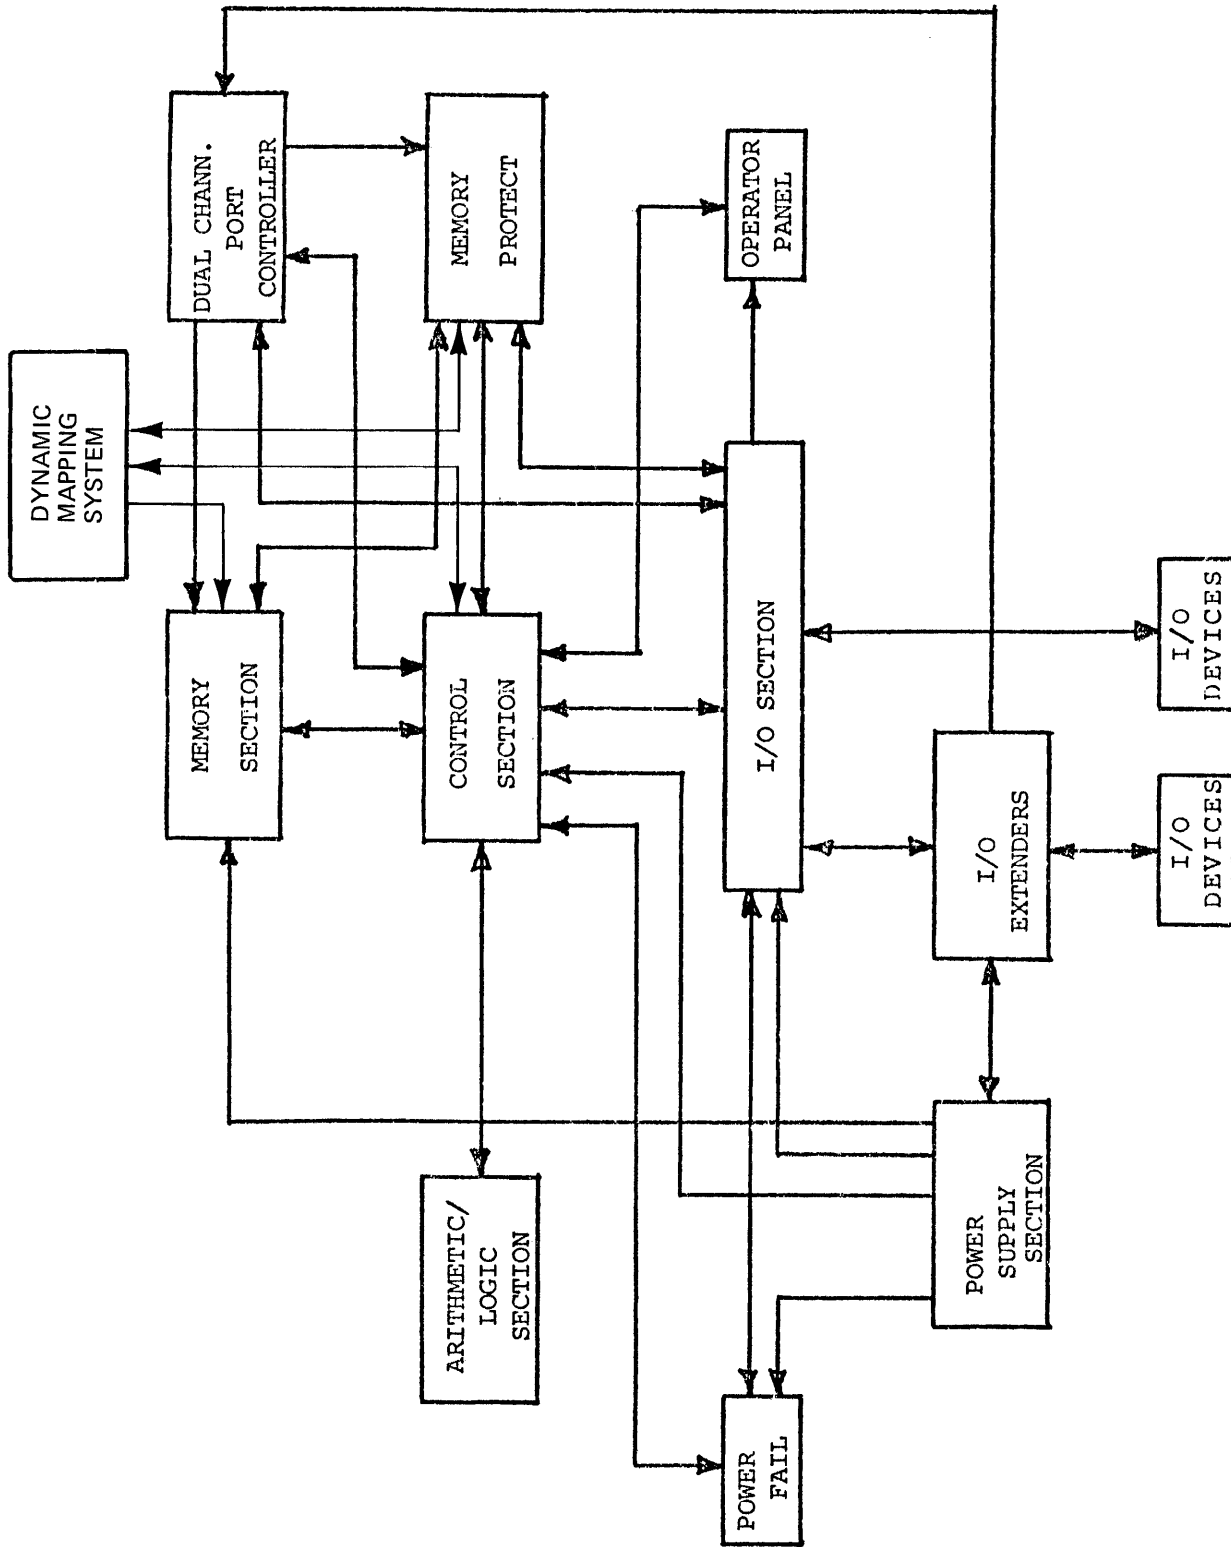 DYNAMIC
MAPPING
SYSTEM
DUAL CHANN.
PORT
CONTROLLER
MEMORY
SECTION
ARITHMETIC/
LOGIC
SECTION
CONTROL
SECTION
MEMORY
PROTECT
POWER
FAIL
I/O SECTION
OPERATOR
PANEL
POWER
SUPPLY
SECTION
I/O
EXTENDERS
I/O
DEVICES
I/O
DEVICES